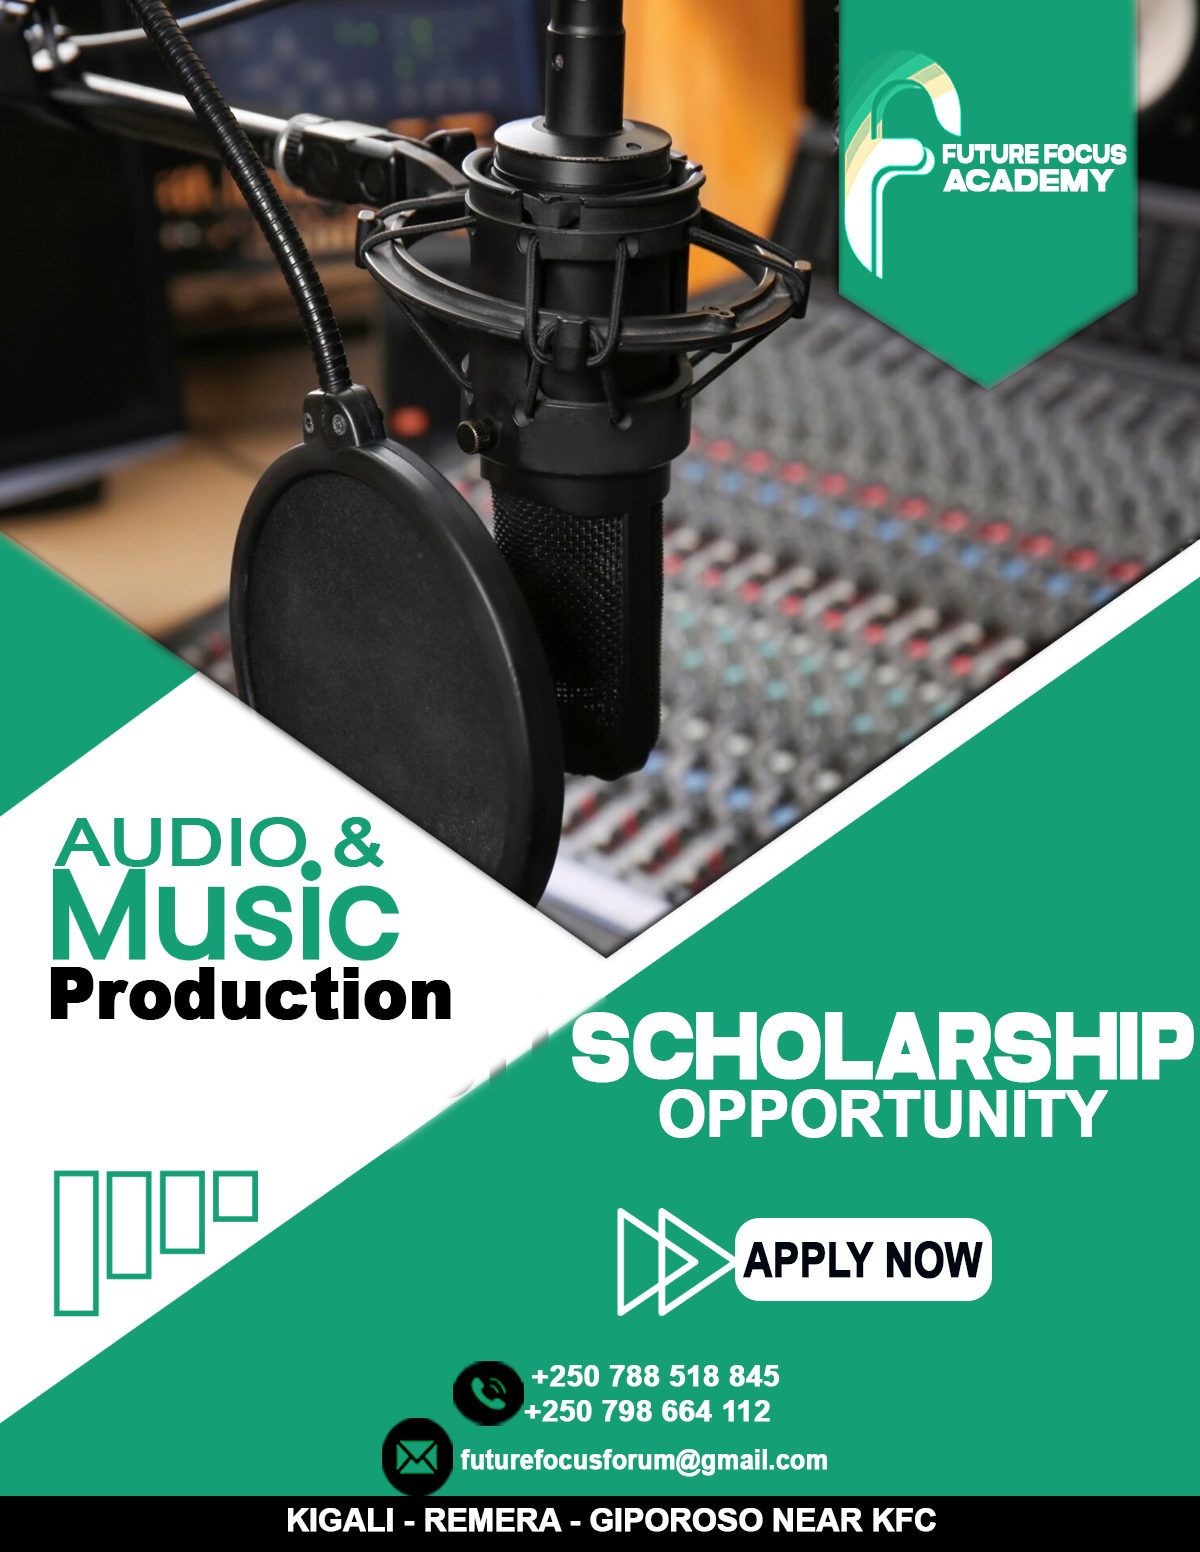 FUTURE FOCUS
ACADEMY
AUDIO &
Music
Production
SCHOLARSHIP
OPPORTUNITY
APPLY NOW
+250 788 518 845
+250 798 664 112
futurefocusforum@gmail.com
KIGALI - REMERA - GIPOROSO NEAR KFC